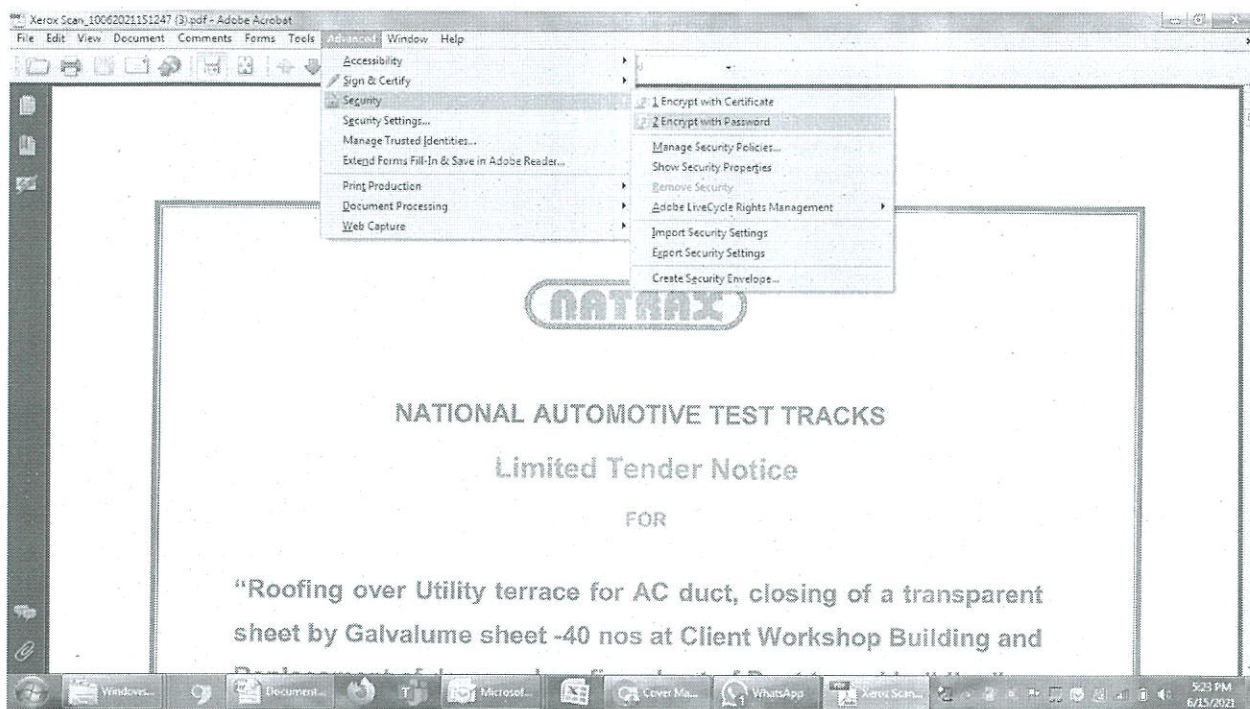 Xerox Scan_10062021151247 (3).pdf - Adobe Acrobat
File Edit View Document Comments Forms Tools Advanced Window Help
Accessibility
Sign & Certify
Security
Security Settings...
Manage Trusted Identities...
Extend Forms Fill-In & Save in Adobe Reader...
Print Production
Document Processing
Web Capture
1 Encrypt with Certificate
2 Encrypt with Password
Manage Security Policies...
Show Security Properties
Remove Security
Adobe LiveCycle Rights Management
Import Security Settings
Export Security Settings
Create Security Envelope...
NATRAX
NATIONAL AUTOMOTIVE TEST TRACKS
Limited Tender Notice
FOR
“Roofing over Utility terrace for AC duct, closing of a transparent
sheet by Galvalume sheet -40 nos at Client Workshop Building and
Windows... Document... Microsof... Cover Ma... WhatsApp Xerox Scan... 5:23 PM
6/15/2021